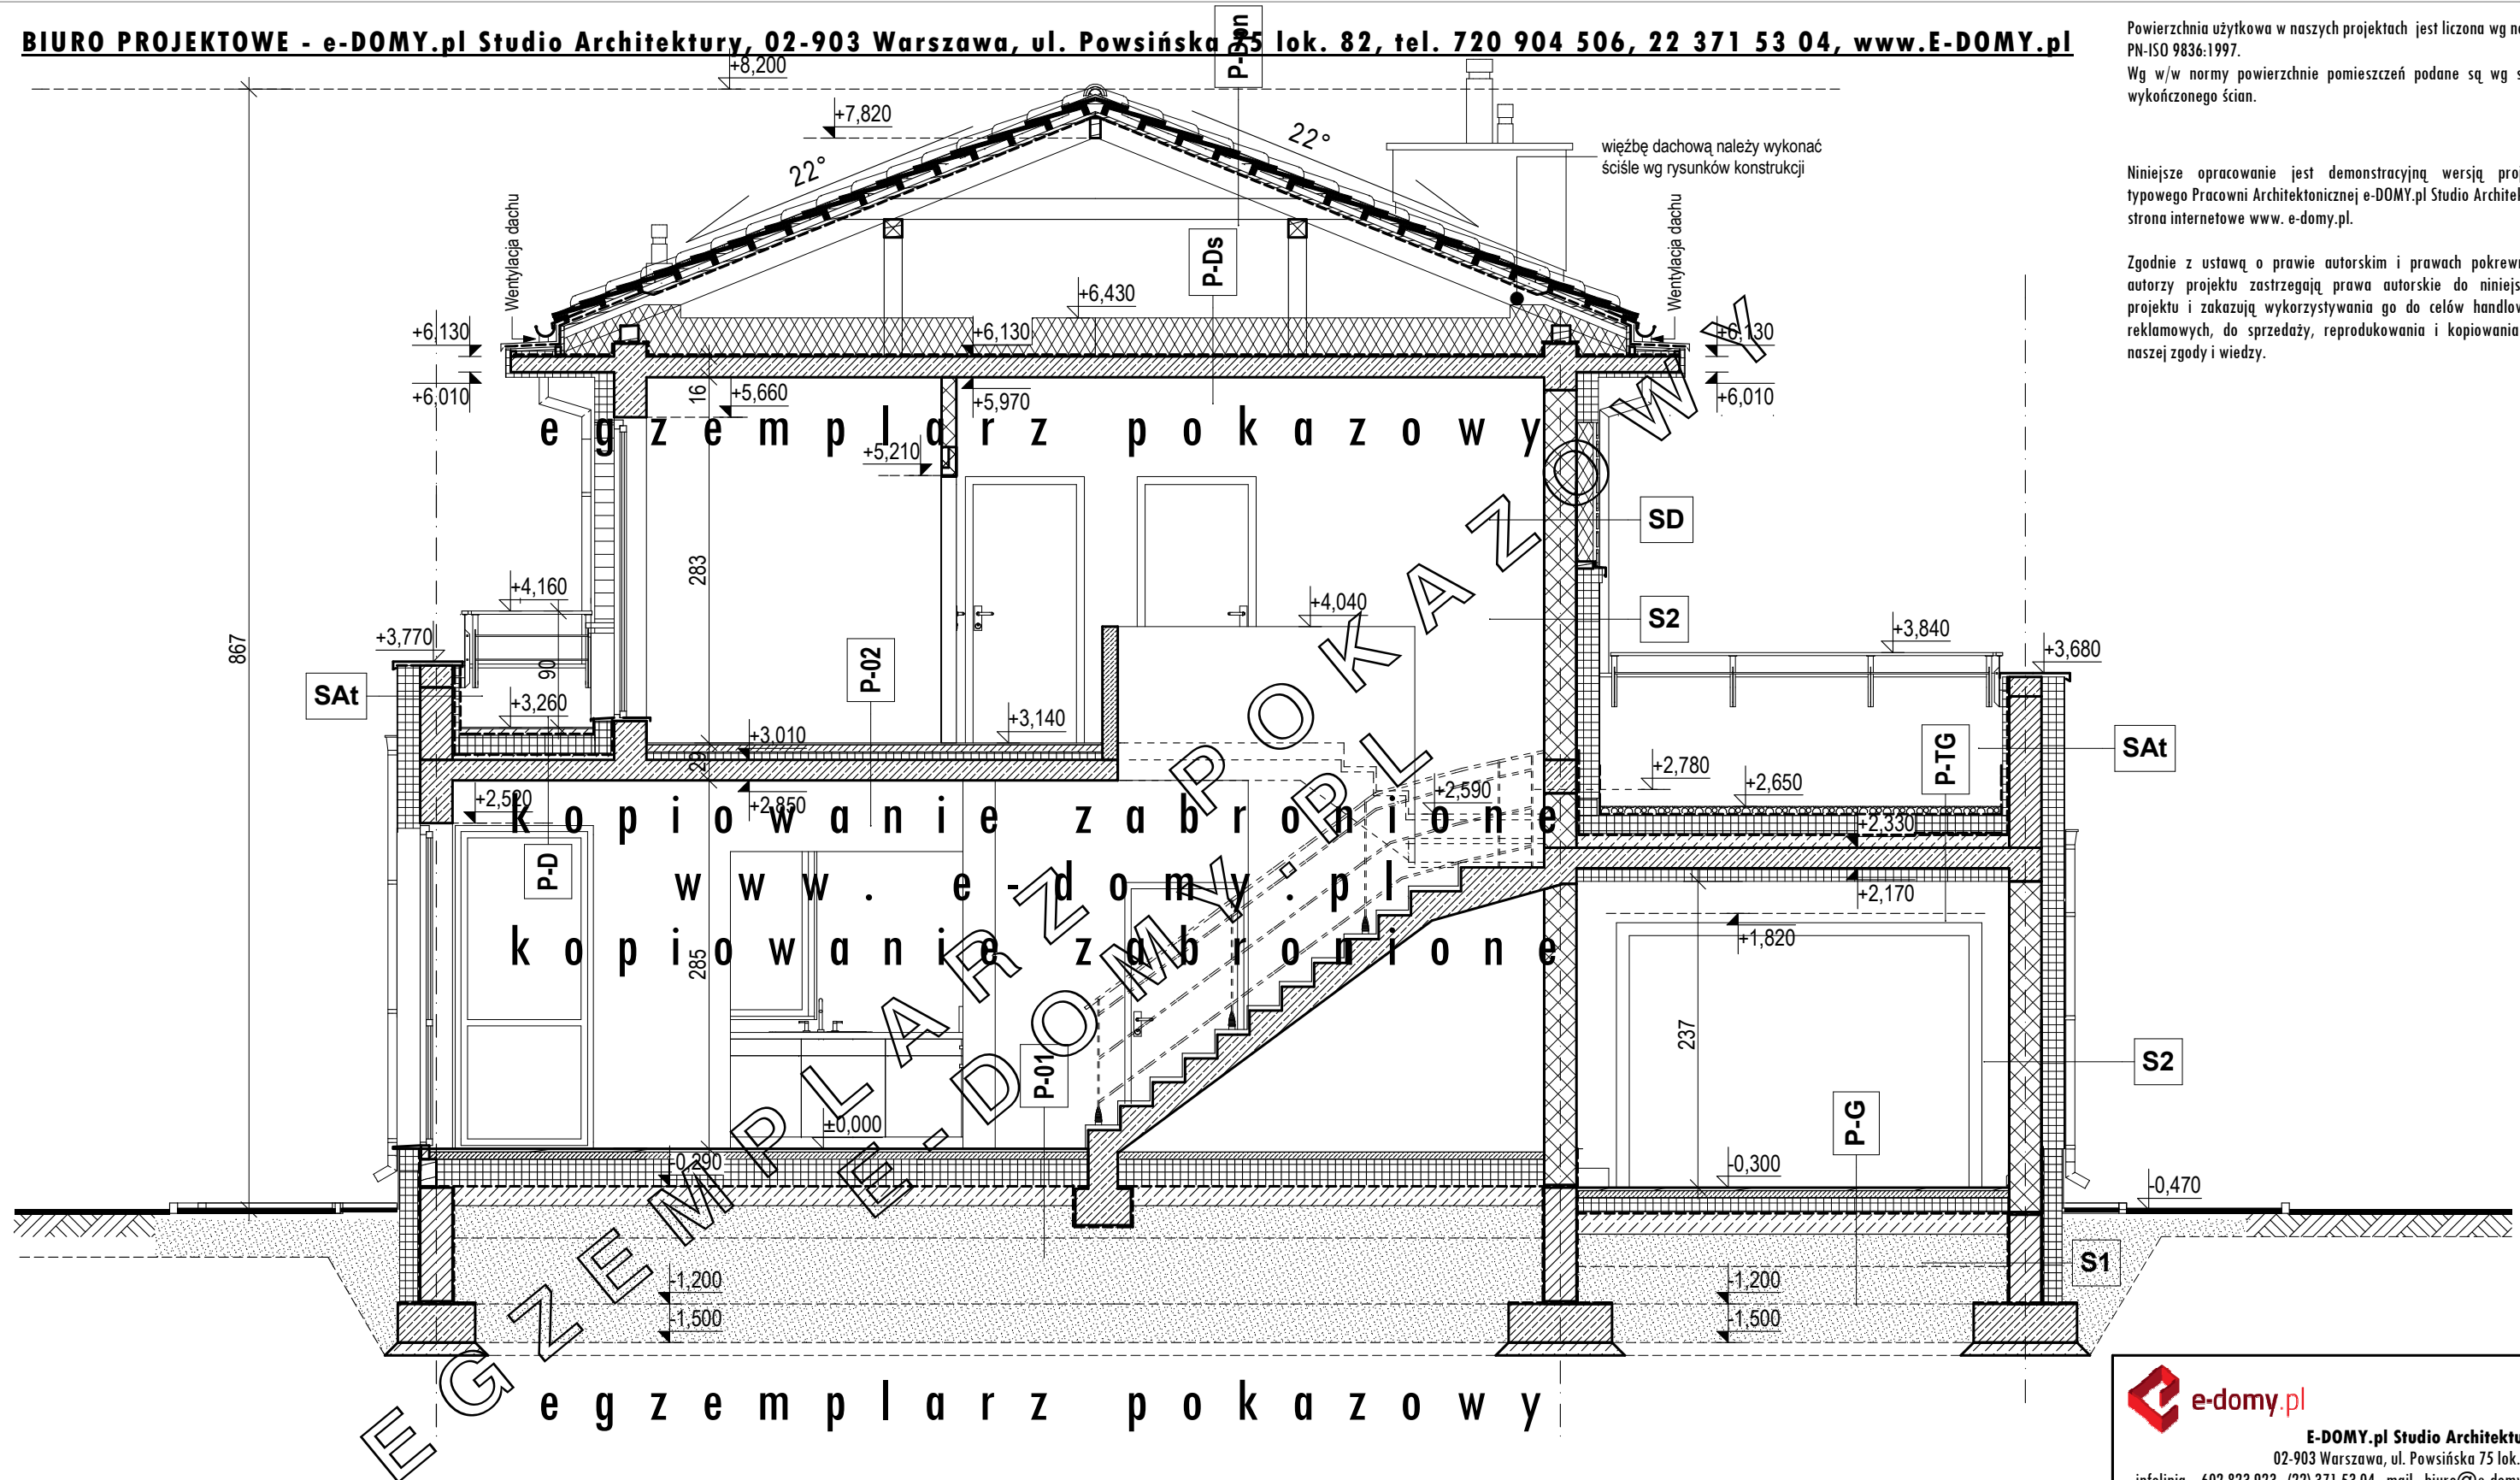 BIURO PROJEKTOWE - e-DOMY.pl Studio Architektury, 02-903 Warszawa, ul. Powsińska 75 lok. 82, tel. 720 904 506, 22 371 53 04, www.E-DOMY.pl
Powierzchnia użytkowa w naszych projektach jest liczona wg
PN-ISO 9836:1997.
Wg w/w normy powierzchnie pomieszczeń podane są wg
wykończonego ścian.
Niniejsze opracowanie jest demonstracyjną wersją
typowego Pracowni Architektonicznej e-DOMY.pl Studio
strona internetowe www. e-domy.pl.
Zgodnie z ustawą o prawie autorskim i prawach
autorzy projektu zastrzegają prawa autorskie do
projektu i zakazują wykorzystywania go do celów
reklamowych, do sprzedaży, reprodukowania i kopiowania
naszej zgody i wiedzy.
P-Dpn
+8,200
+7,820
22°
22°
więźbę dachową należy wykonać
ściśle wg rysunków konstrukcji
Wentylacja dachu
Wentylacja dachu
P-Ds
+6,430
+6,130
+6,130
+6,130
+6,010
+6,010
16
+5,660
+5,970
egzemplarz pokazowy
+5,210
SD
283
+4,160
+4,040
S2
867
+3,770
+3,840
+3,680
P-02
90
SAt
+3,260
+3,140
+3,010
29
P-TG
SAt
+2,780
+2,650
+2,520
+2,850
+2,590
kopiowanie zabronione
+2,330
P-D
www.e-domy.pl
+2,170
+1,820
kopiowanie zabronione
285
237
P-01
S2
P-G
±0,000
-0,290
-0,300
-0,470
S1
-1,200
-1,200
-1,500
-1,500
EGZEMPLARZ POKAZOWY
E-DOMY.PL
egzemplarz pokazowy
e-domy.pl
E-DOMY.pl Studio
02-903 Warszawa, ul. Powsińska 75 lok.